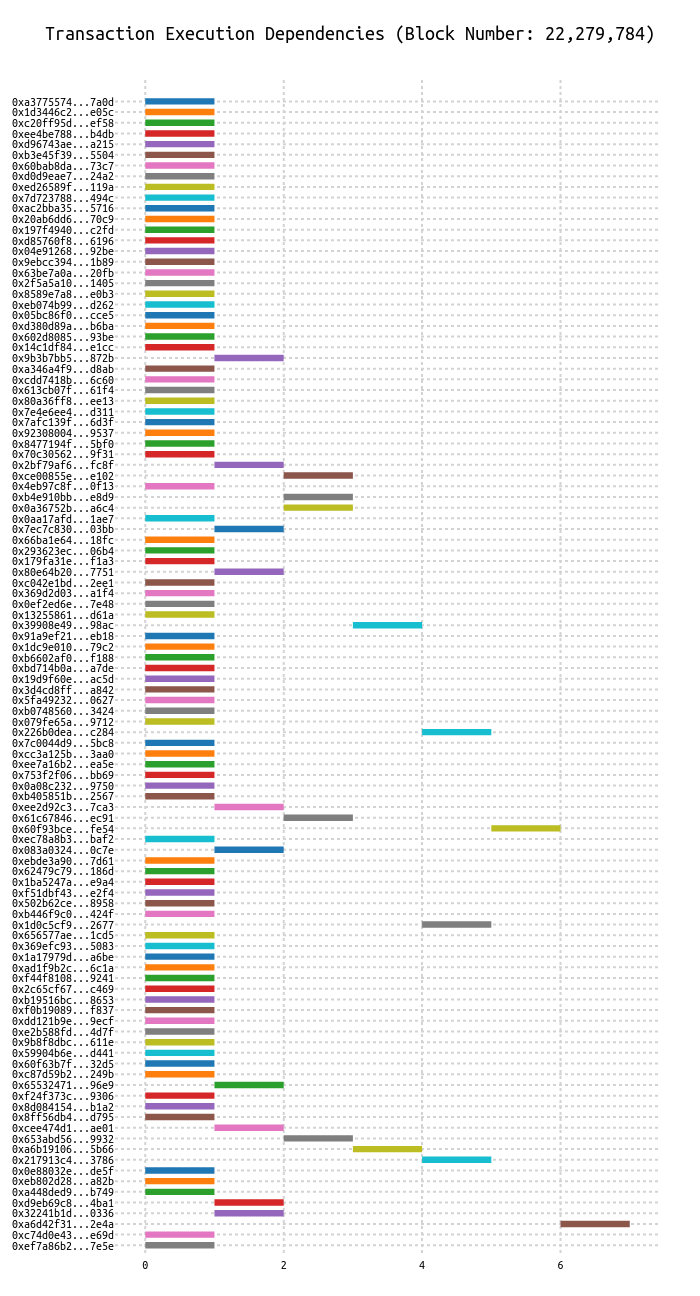 Transaction Execution Dependencies (Block Number: 22,279,784)
0xa3775574...7a0d
0x1d3446c2...e05c
0xc20ff95d...ef58
0xee4be788...b4db
0xd96743ae...a215
0xb3e45f39...5504
0x60bab8da...73c7
0xd0d9eae7...24a2
0xed26589f...119a
0x7d723788...494c
0xac2bba35...5716
0x20ab6dd6...70c9
0x197f4940...c2fd
0xd85760f8...6196
0x04e91268...92be
0x9ebcc394...1b89
0x63be7a0a...20fb
0x2f5a5a10...1405
0x8589e7a8...e0b3
0xeb074b99...d262
0x05bc86f0...cce5
0xd380d89a...b6ba
0x602d8085...93be
0x14c1df84...e1cc
0x9b3b7bb5...872b
0xa346a4f9...d8ab
0xcdd7418b...6c60
0x613cb07f...61f4
0x80a36ff8...ee13
0x7e4e6ee4...d311
0x7afc139f...6d3f
0x92308004...9537
0x8477194f...5bf0
0x70c30562...9f31
0x2bf79af6...fc8f
0xce00855e...e102
0x4eb97c8f...0f13
0xb4e910bb...e8d9
0x0a36752b...a6c4
0x0aa17afd...1ae7
0x7ec7c830...03bb
0x66ba1e64...18fc
0x293623ec...06b4
0x179fa31e...f1a3
0x80e64b20...7751
0xc042e1bd...2ee1
0x369d2d03...a1f4
0x0ef2ed6e...7e48
0x13255861...d61a
0x39908e49...98ac
0x91a9ef21...eb18
0x1dc9e010...79c2
0xb6602af0...f188
0xbd714b0a...a7de
0x19d9f60e...ac5d
0x3d4cd8ff...a842
0x5fa49232...0627
0xb0748560...3424
0x079fe65a...9712
0x226b0dea...c284
0x7c0044d9...5bc8
0xcc3a125b...3aa0
0xee7a16b2...ea5e
0x753f2f06...bb69
0x0a08c232...9750
0xb405851b...2567
0xee2d92c3...7ca3
0x61c67846...ec91
0x60f93bce...fe54
0xec78a8b3...baf2
0x083a0324...0c7e
0xebde3a90...7d61
0x62479c79...186d
0x1ba5247a...e9a4
0xf51dbf43...e2f4
0x502b62ce...8958
0xb446f9c0...424f
0x1d0c5cf9...2677
0x656577ae...1cd5
0x369efc93...5083
0x1a17979d...a6be
0xad1f9b2c...6c1a
0xf44f8108...9241
0x2c65cf67...c469
0xb19516bc...8653
0xf0b19089...f837
0xdd121b9e...9ecf
0xe2b588fd...4d7f
0x9b8f8dbc...611e
0x59904b6e...d441
0x60f63b7f...32d5
0xc87d59b2...249b
0x65532471...96e9
0xf24f373c...9306
0x8d084154...b1a2
0x8ff56db4...d795
0xcee474d1...ae01
0x653abd56...9932
0xa6b19106...5b66
0x217913c4...3786
0x0e88032e...de5f
0xeb802d28...a82b
0xa448ded9...b749
0xd9eb69c8...4ba1
0x32241b1d...0336
0xa6d42f31...2e4a
0xc74d0e43...e69d
0xef7a86b2...7e5e
0 2 4 6